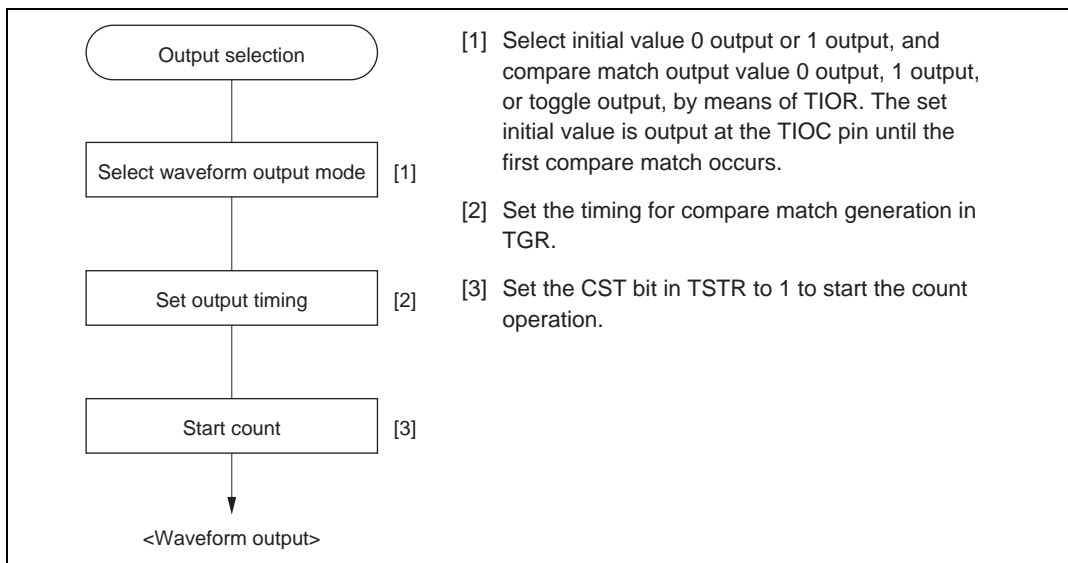 Output selection
Select waveform output mode [1]
Set output timing [2]
Start count [3]
<Waveform output>
[1] Select initial value 0 output or 1 output, and
compare match output value 0 output, 1 output,
or toggle output, by means of TIOR. The set
initial value is output at the TIOC pin until the
first compare match occurs.
[2] Set the timing for compare match generation in
TGR.
[3] Set the CST bit in TSTR to 1 to start the count
operation.